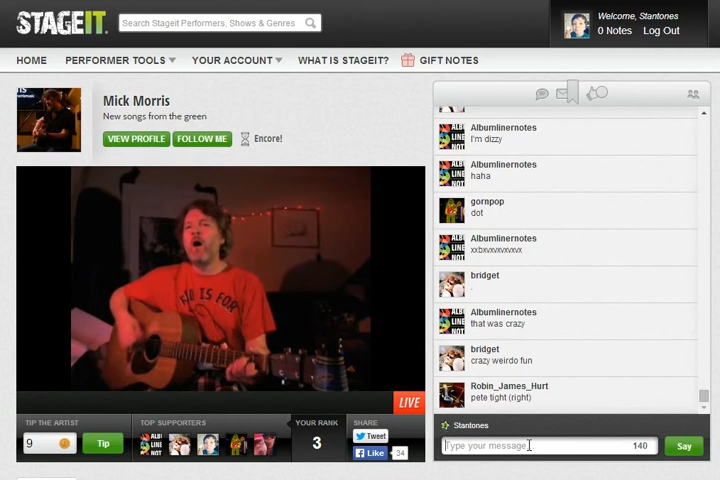 STAGEIT.
Search Stageit Performers, Shows & Genres
Welcome, Stantones
0 Notes Log Out
HOME PERFORMER TOOLS YOUR ACCOUNT WHAT IS STAGEIT? GIFT NOTES
Mick Morris
New songs from the green
VIEW PROFILE FOLLOW ME Encore!
LIVE
TIP THE ARTIST
9 Tip
TOP SUPPORTERS
YOUR RANK
3
SHARE
Tweet
Like 34
Albumlinernotes
I'm dizzy
Albumlinernotes
haha
gornpop
dot
Albumlinernotes
xxbxvxvxvxvx
bridget
.
Albumlinernotes
that was crazy
bridget
crazy weirdo fun
Robin_James_Hurt
pete tight (right)
Stantones
Type your message 140 Say